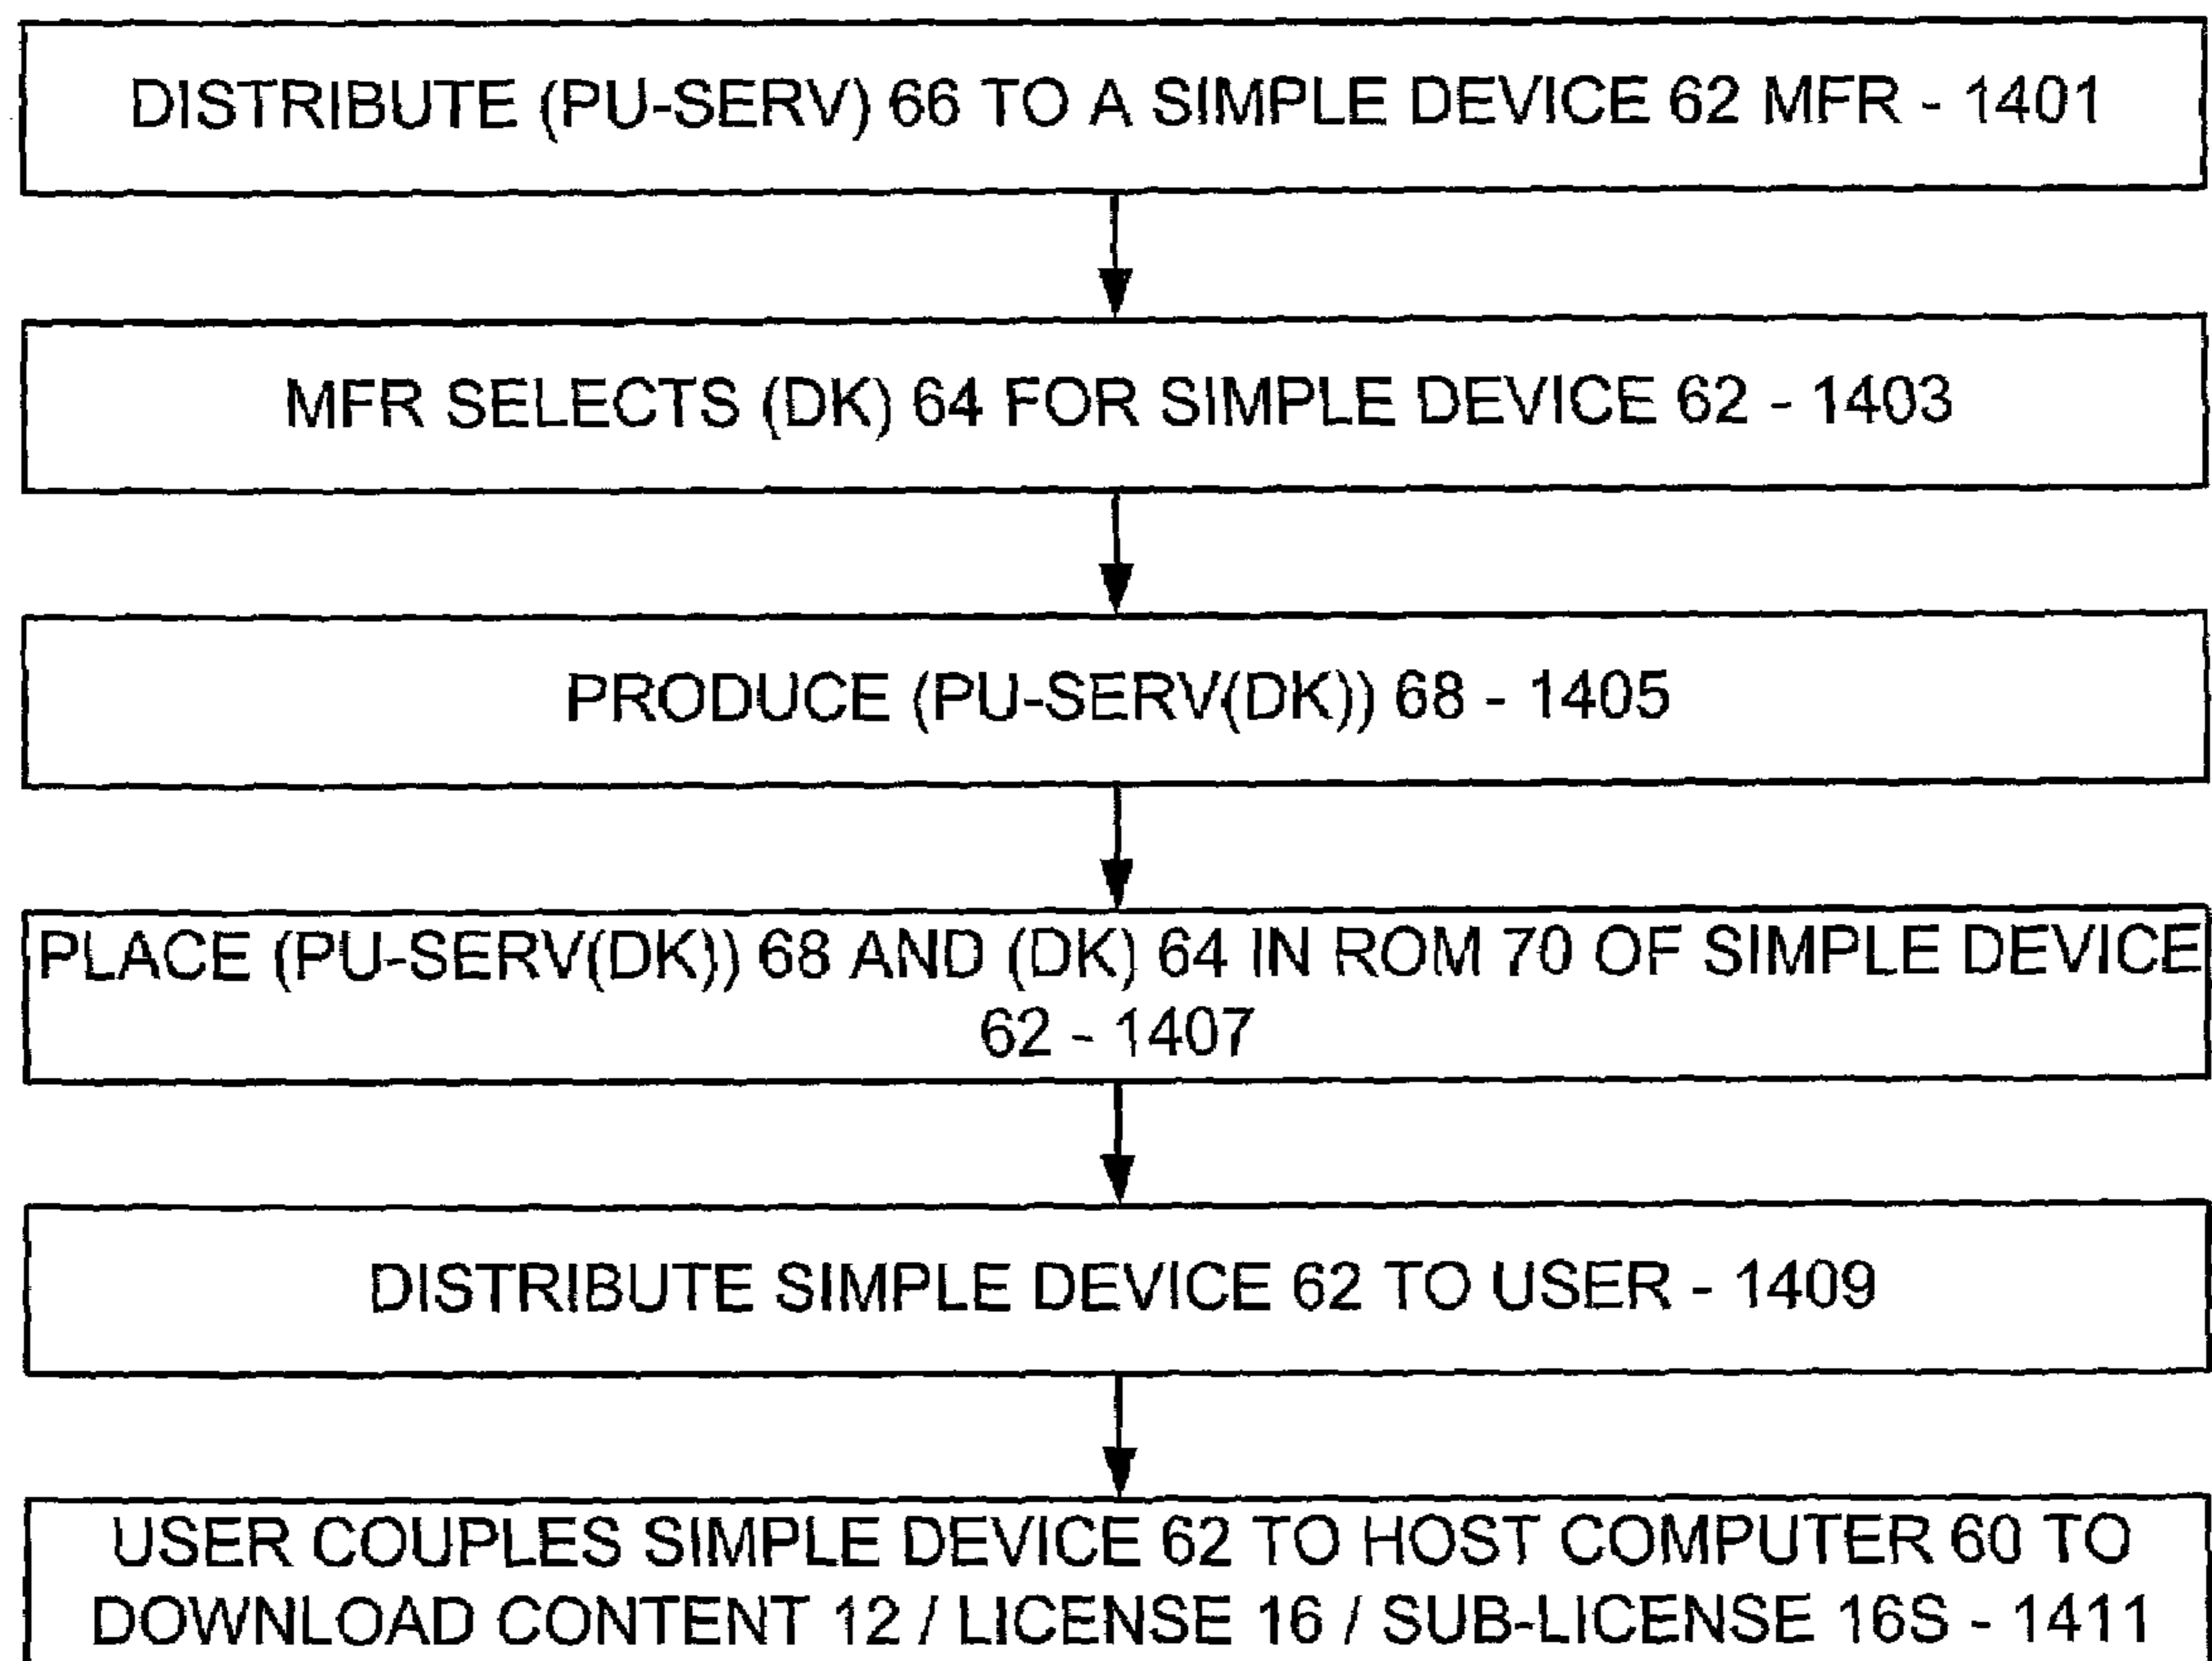 DISTRIBUTE (PU-SERV) 66 TO A SIMPLE DEVICE 62 MFR - 1401
MFR SELECTS (DK) 64 FOR SIMPLE DEVICE 62 - 1403
PRODUCE (PU-SERV(DK)) 68 - 1405
PLACE (PU-SERV(DK)) 68 AND (DK) 64 IN ROM 70 OF SIMPLE DEVICE
62 - 1407
DISTRIBUTE SIMPLE DEVICE 62 TO USER - 1409
USER COUPLES SIMPLE DEVICE 62 TO HOST COMPUTER 60 TO
DOWNLOAD CONTENT 12 / LICENSE 16 / SUB-LICENSE 16S - 1411